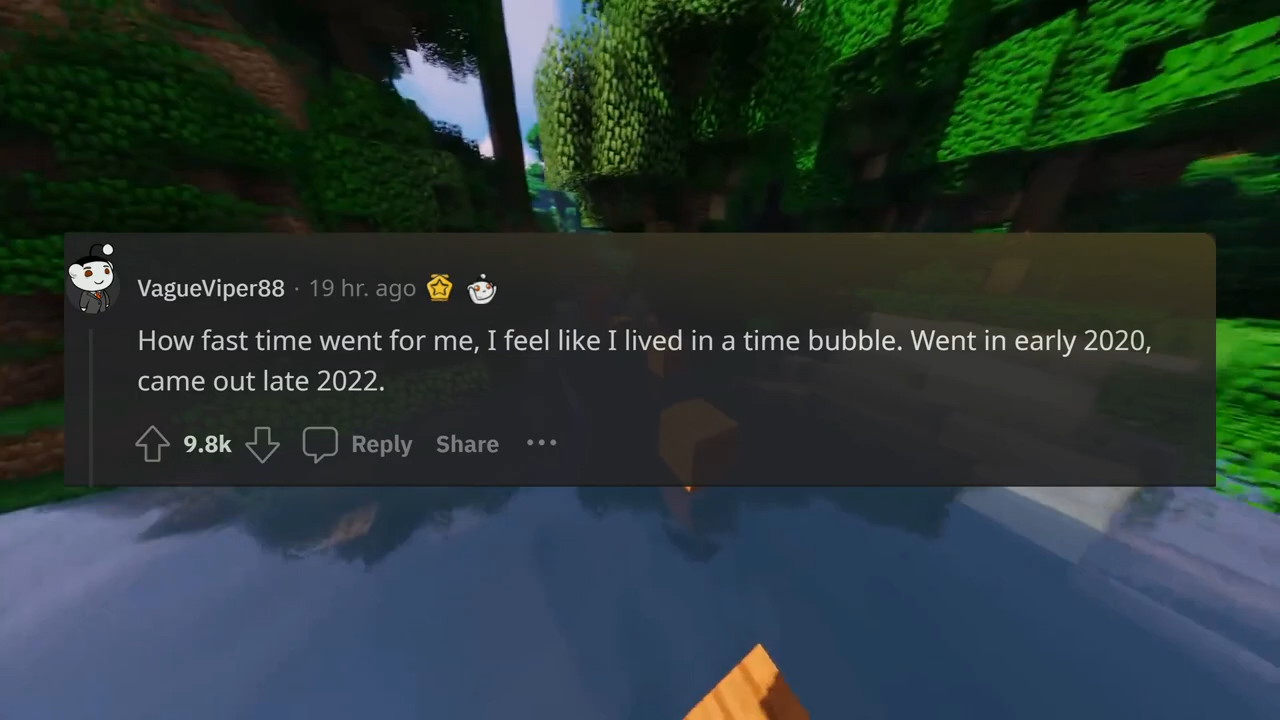 VagueViper88 · 19 hr. ago
How fast time went for me, I feel like I lived in a time bubble. Went in early 2020,
came out late 2022.
9.8k Reply Share ...